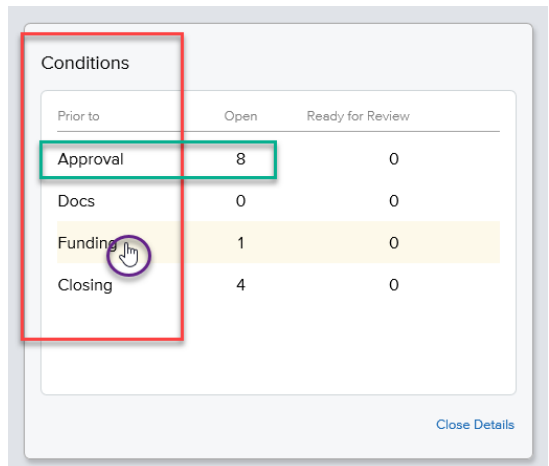 Conditions
Prior to Open Ready for Review
Approval 8 0
Docs 0 0
Funding 1 0
Closing 4 0
Close Details